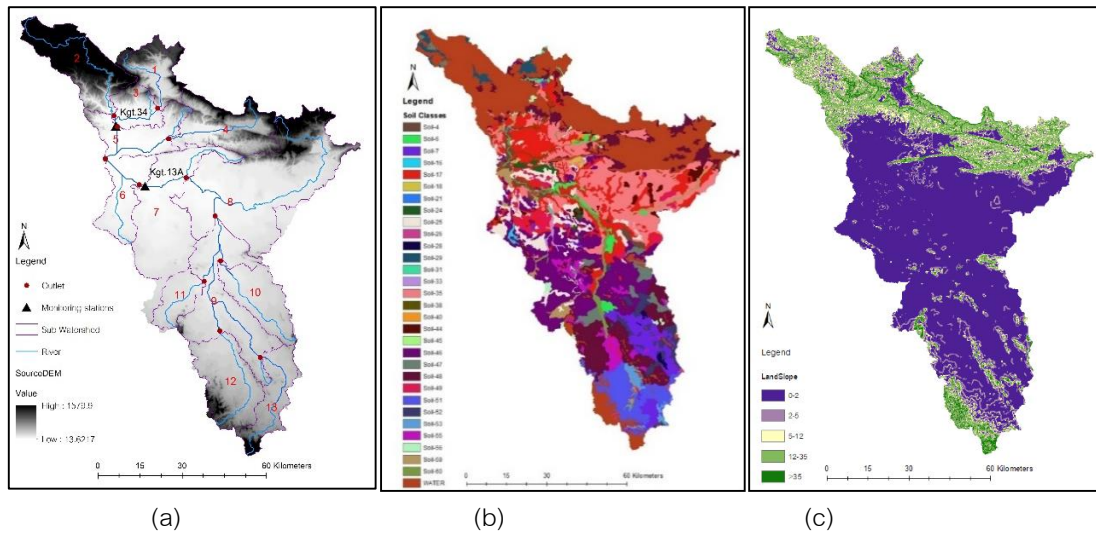 2
1
3
Kgt.34
5
4
Kgt.13A
6
7
8
N
Legend
Outlet
Monitoring stations
Sub Watershed
River
SourceDEM
Value
High : 1570.6
Low : 13.6217
11
9
10
12
13
0 15 30 60 Kilometers
(a)
N
Legend
Soil Classes
Soil-4
Soil-6
Soil-7
Soil-16
Soil-17
Soil-18
Soil-21
Soil-24
Soil-25
Soil-28
Soil-29
Soil-31
Soil-33
Soil-35
Soil-38
Soil-40
Soil-44
Soil-45
Soil-46
Soil-47
Soil-48
Soil-49
Soil-51
Soil-52
Soil-53
Soil-55
Soil-56
Soil-59
Soil-60
WATER
0 15 30 60 Kilometers
(b)
N
Legend
LandSlope
0-2
2-5
5-12
12-35
>35
0 15 30 60 Kilometers
(c)